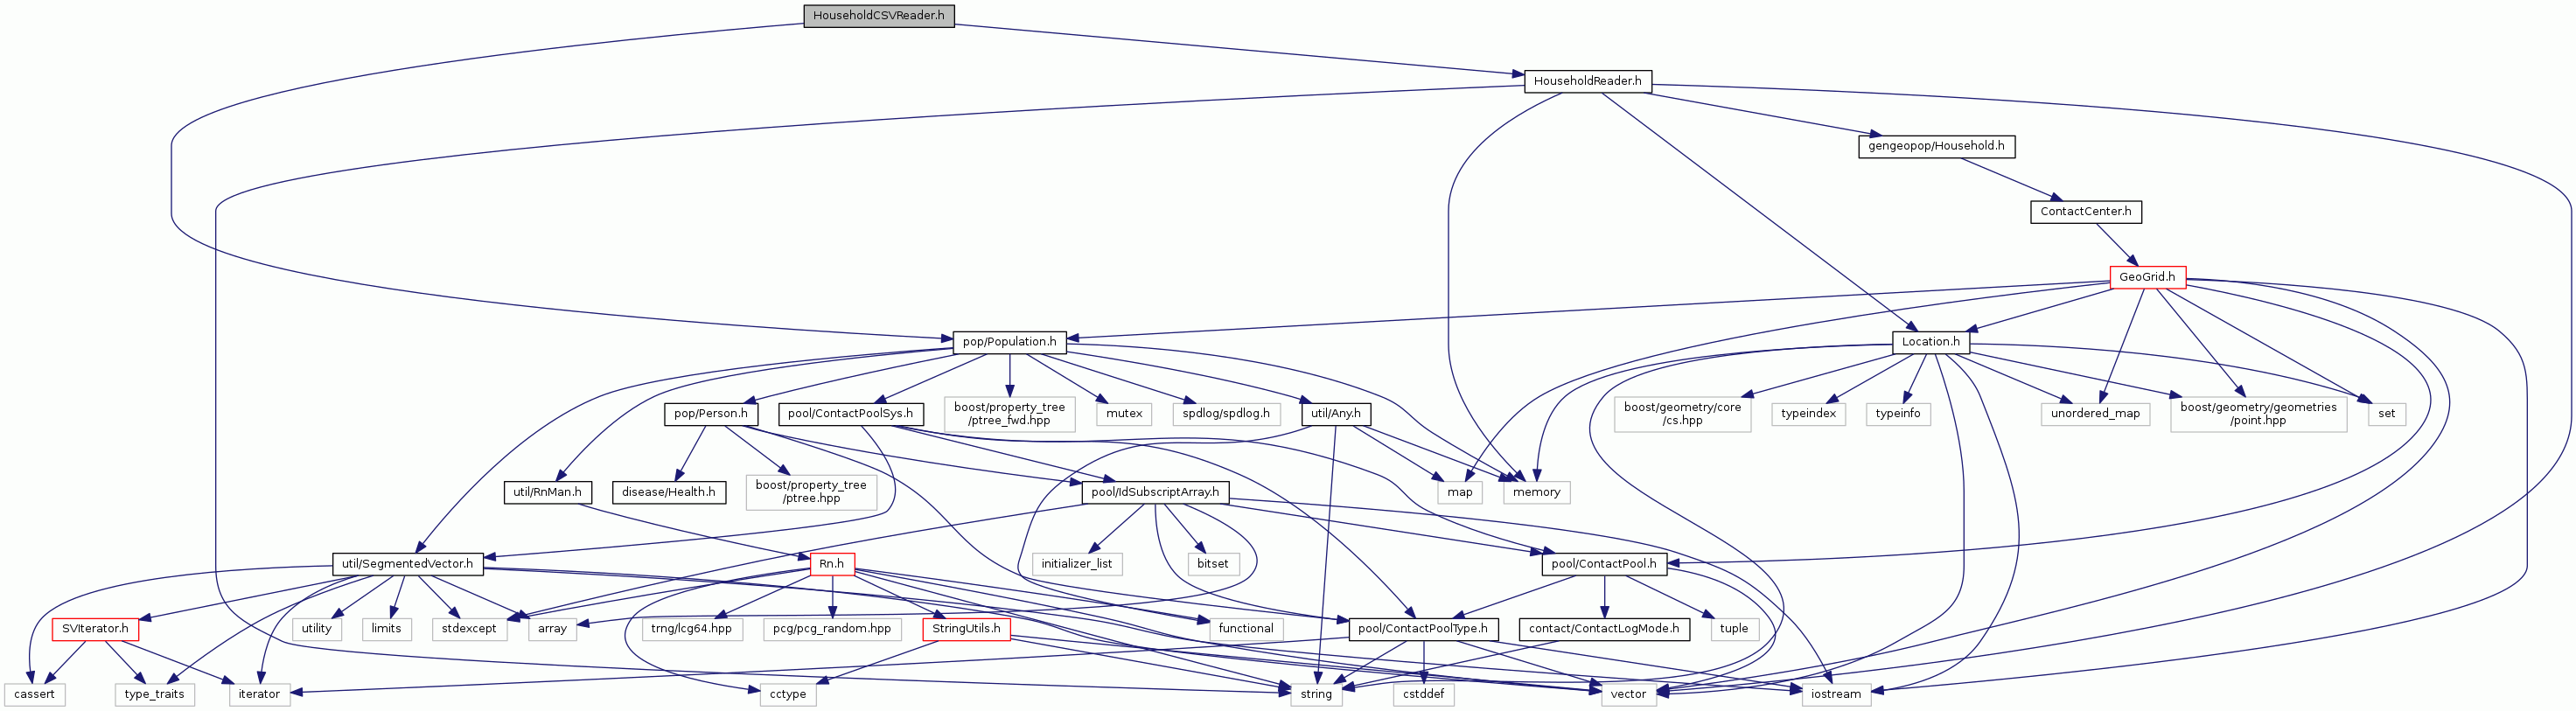 HouseholdCSVReader.h
HouseholdReader.h
gengeopop/Household.h
ContactCenter.h
GeoGrid.h
pop/Population.h
Location.h
pop/Person.h
pool/ContactPoolSys.h
boost/property_tree
/ptree_fwd.hpp
mutex
spdlog/spdlog.h
util/Any.h
boost/geometry/core
/cs.hpp
typeindex
typeinfo
unordered_map
boost/geometry/geometries
/point.hpp
set
util/RnMan.h
disease/Health.h
boost/property_tree
/ptree.hpp
pool/IdSubscriptArray.h
map
memory
util/SegmentedVector.h
Rn.h
initializer_list
bitset
pool/ContactPool.h
SVIterator.h
utility
limits
stdexcept
array
trng/lcg64.hpp
pcg/pcg_random.hpp
StringUtils.h
functional
pool/ContactPoolType.h
contact/ContactLogMode.h
tuple
cassert
type_traits
iterator
cctype
string
cstddef
vector
iostream